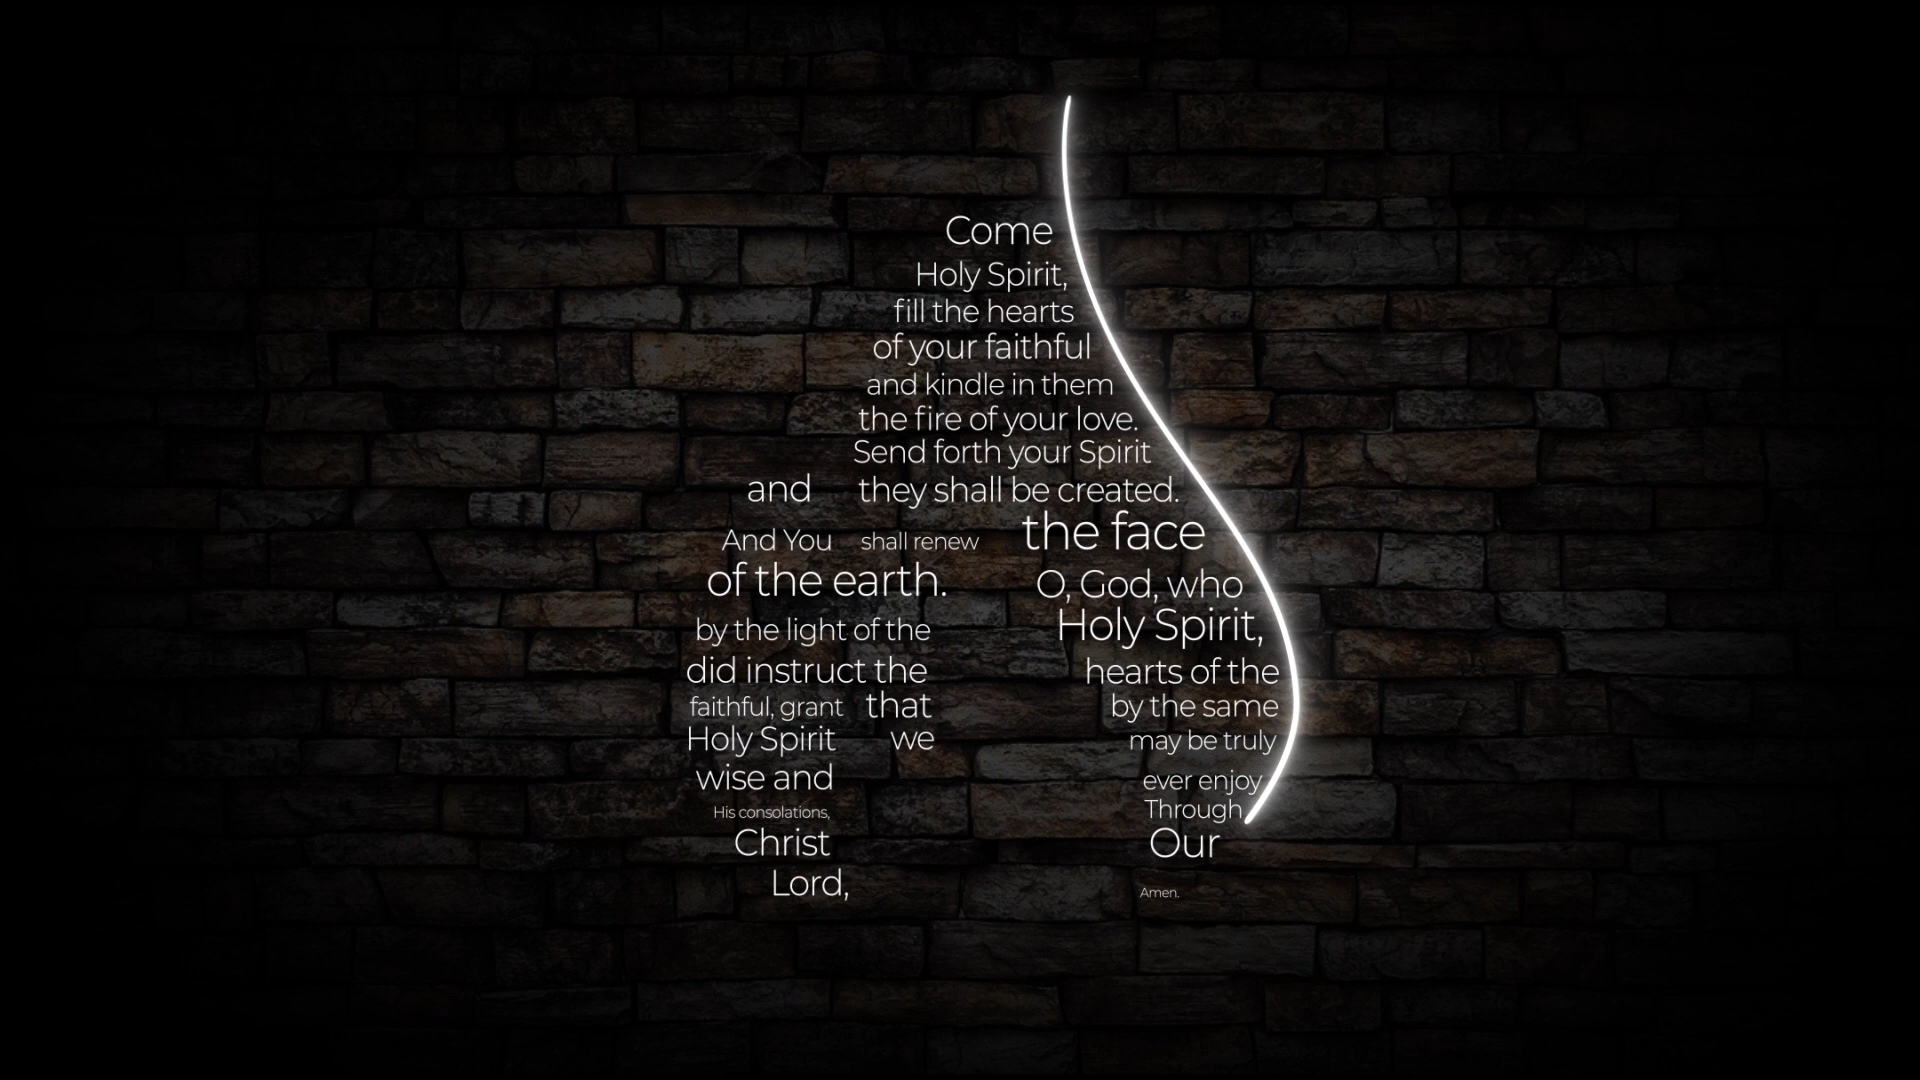 Come
Holy Spirit,
fill the hearts
of your faithful
and kindle in them
the fire of your love.
Send forth your Spirit
and they shall be created.
And You shall renew the face
of the earth. O, God, who
by the light of the Holy Spirit,
did instruct the hearts of the
faithful, grant that by the same
Holy Spirit we may be truly
wise and ever enjoy
His consolations, Through
Christ Our
Lord, Amen.